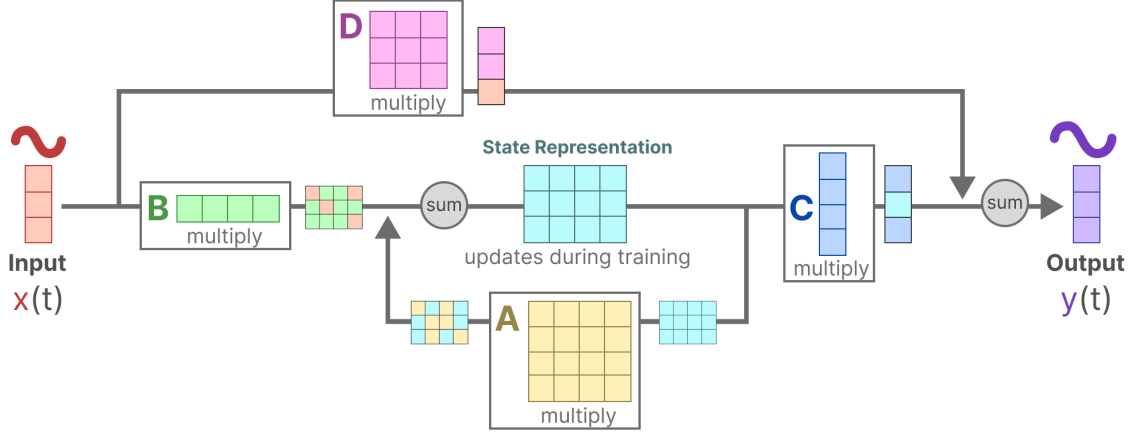 D
multiply
State Representation
B
multiply
sum
updates during training
C
multiply
sum
Input
x(t)
Output
y(t)
A
multiply